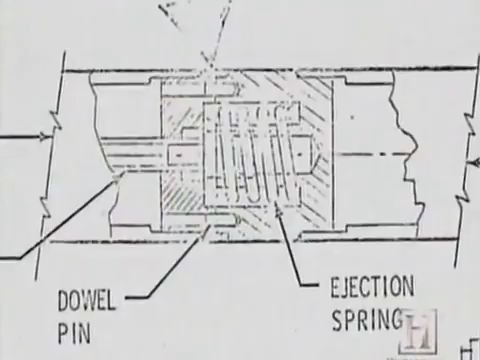 DOWEL
PIN
EJECTION
SPRING
H
H